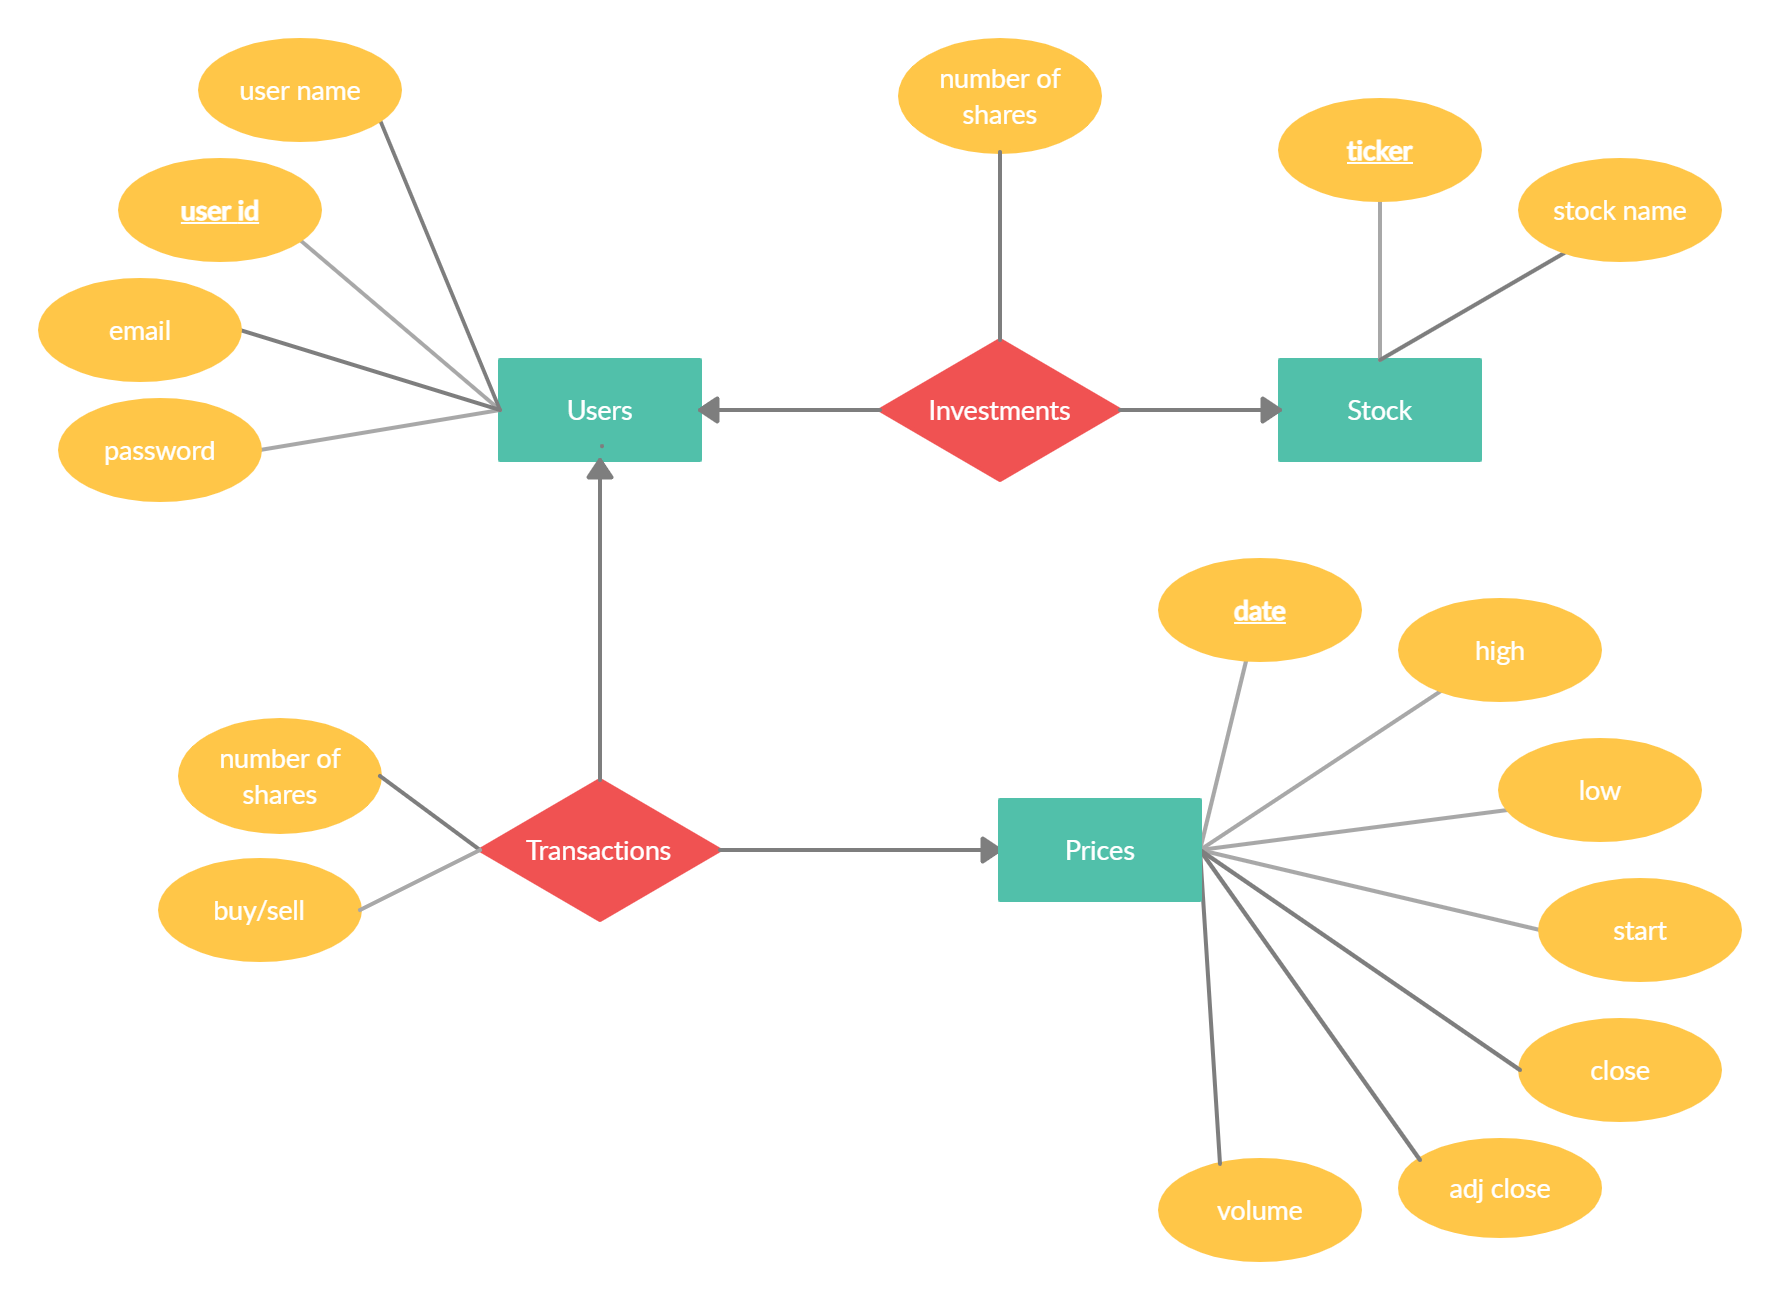 user name
number of
shares
ticker
user id
stock name
email
Users
Investments
Stock
password
date
high
number of
shares
low
Transactions
Prices
buy/sell
start
close
adj close
volume